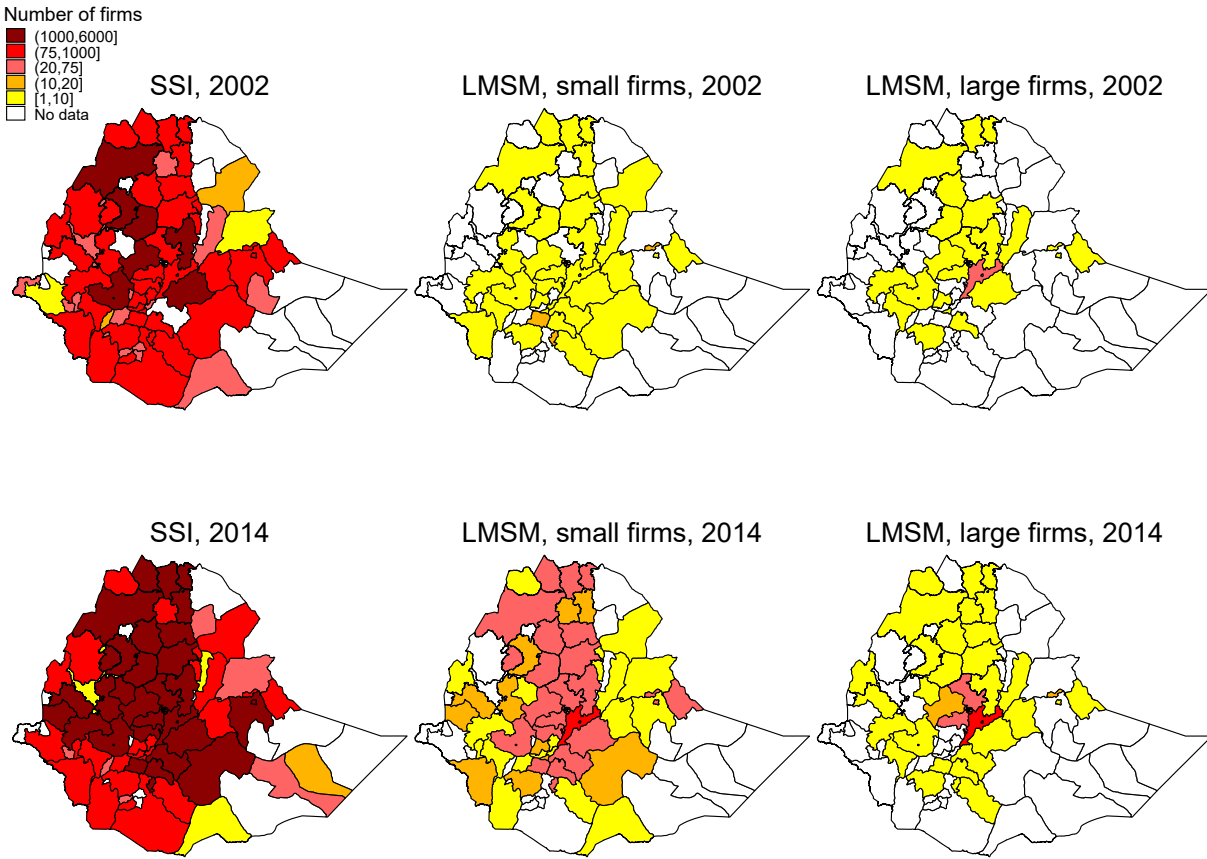 Number of firms
(1000,6000]
(75,1000]
(20,75]
(10,20]
[1,10]
No data
SSI, 2002
LMSM, small firms, 2002
LMSM, large firms, 2002
SSI, 2014
LMSM, small firms, 2014
LMSM, large firms, 2014